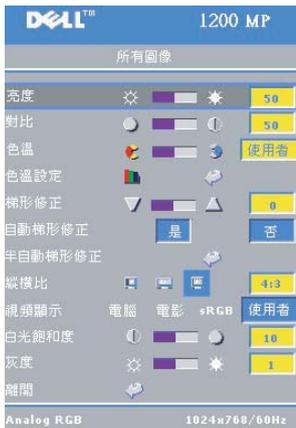 DELL™ 1200 MP
所有圖像
亮度 50
對比 50
色溫 使用者
色溫設定
梯形修正 0
自動梯形修正 是 否
半自動梯形修正
縱橫比 4:3
視頻顯示 電腦 電影 sRGB 使用者
白光飽和度 10
灰度 1
離開
Analog RGB 1024x768/60Hz